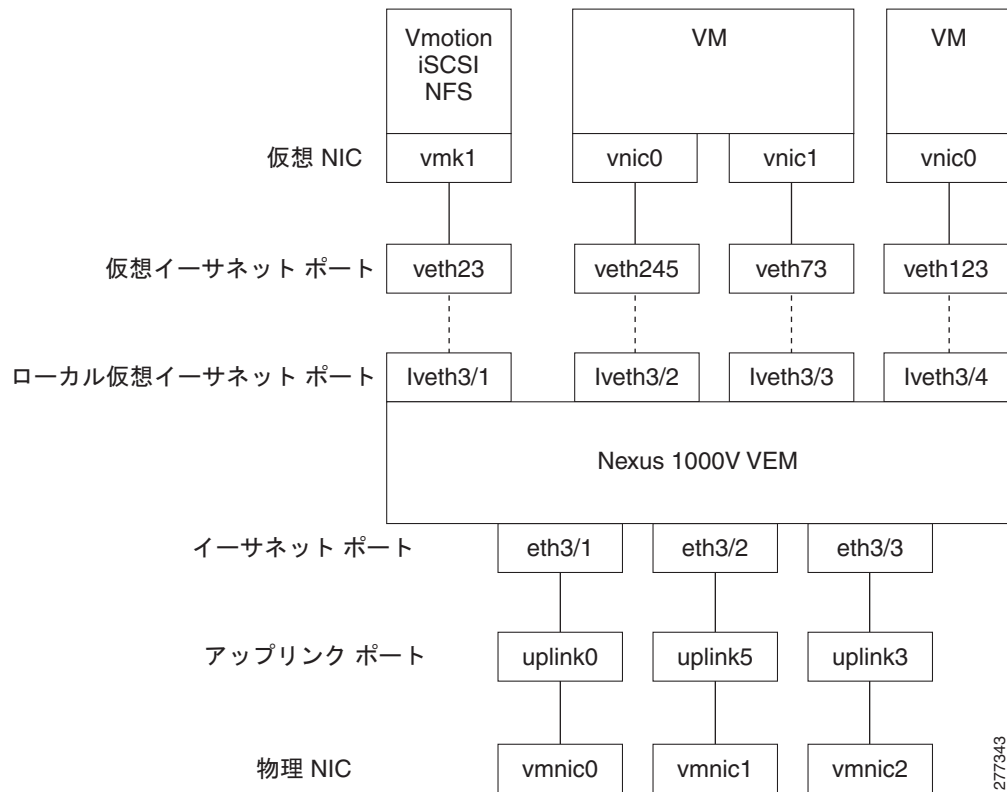 Vmotion
iSCSI
NFS
VM
VM
仮想 NIC
vmk1
vnic0
vnic1
vnic0
仮想イーサネット ポート
veth23
veth245
veth73
veth123
ローカル仮想イーサネット ポート
lveth3/1
lveth3/2
lveth3/3
lveth3/4
Nexus 1000V VEM
イーサネット ポート
eth3/1
eth3/2
eth3/3
アップリンク ポート
uplink0
uplink5
uplink3
物理 NIC
vmnic0
vmnic1
vmnic2
277343